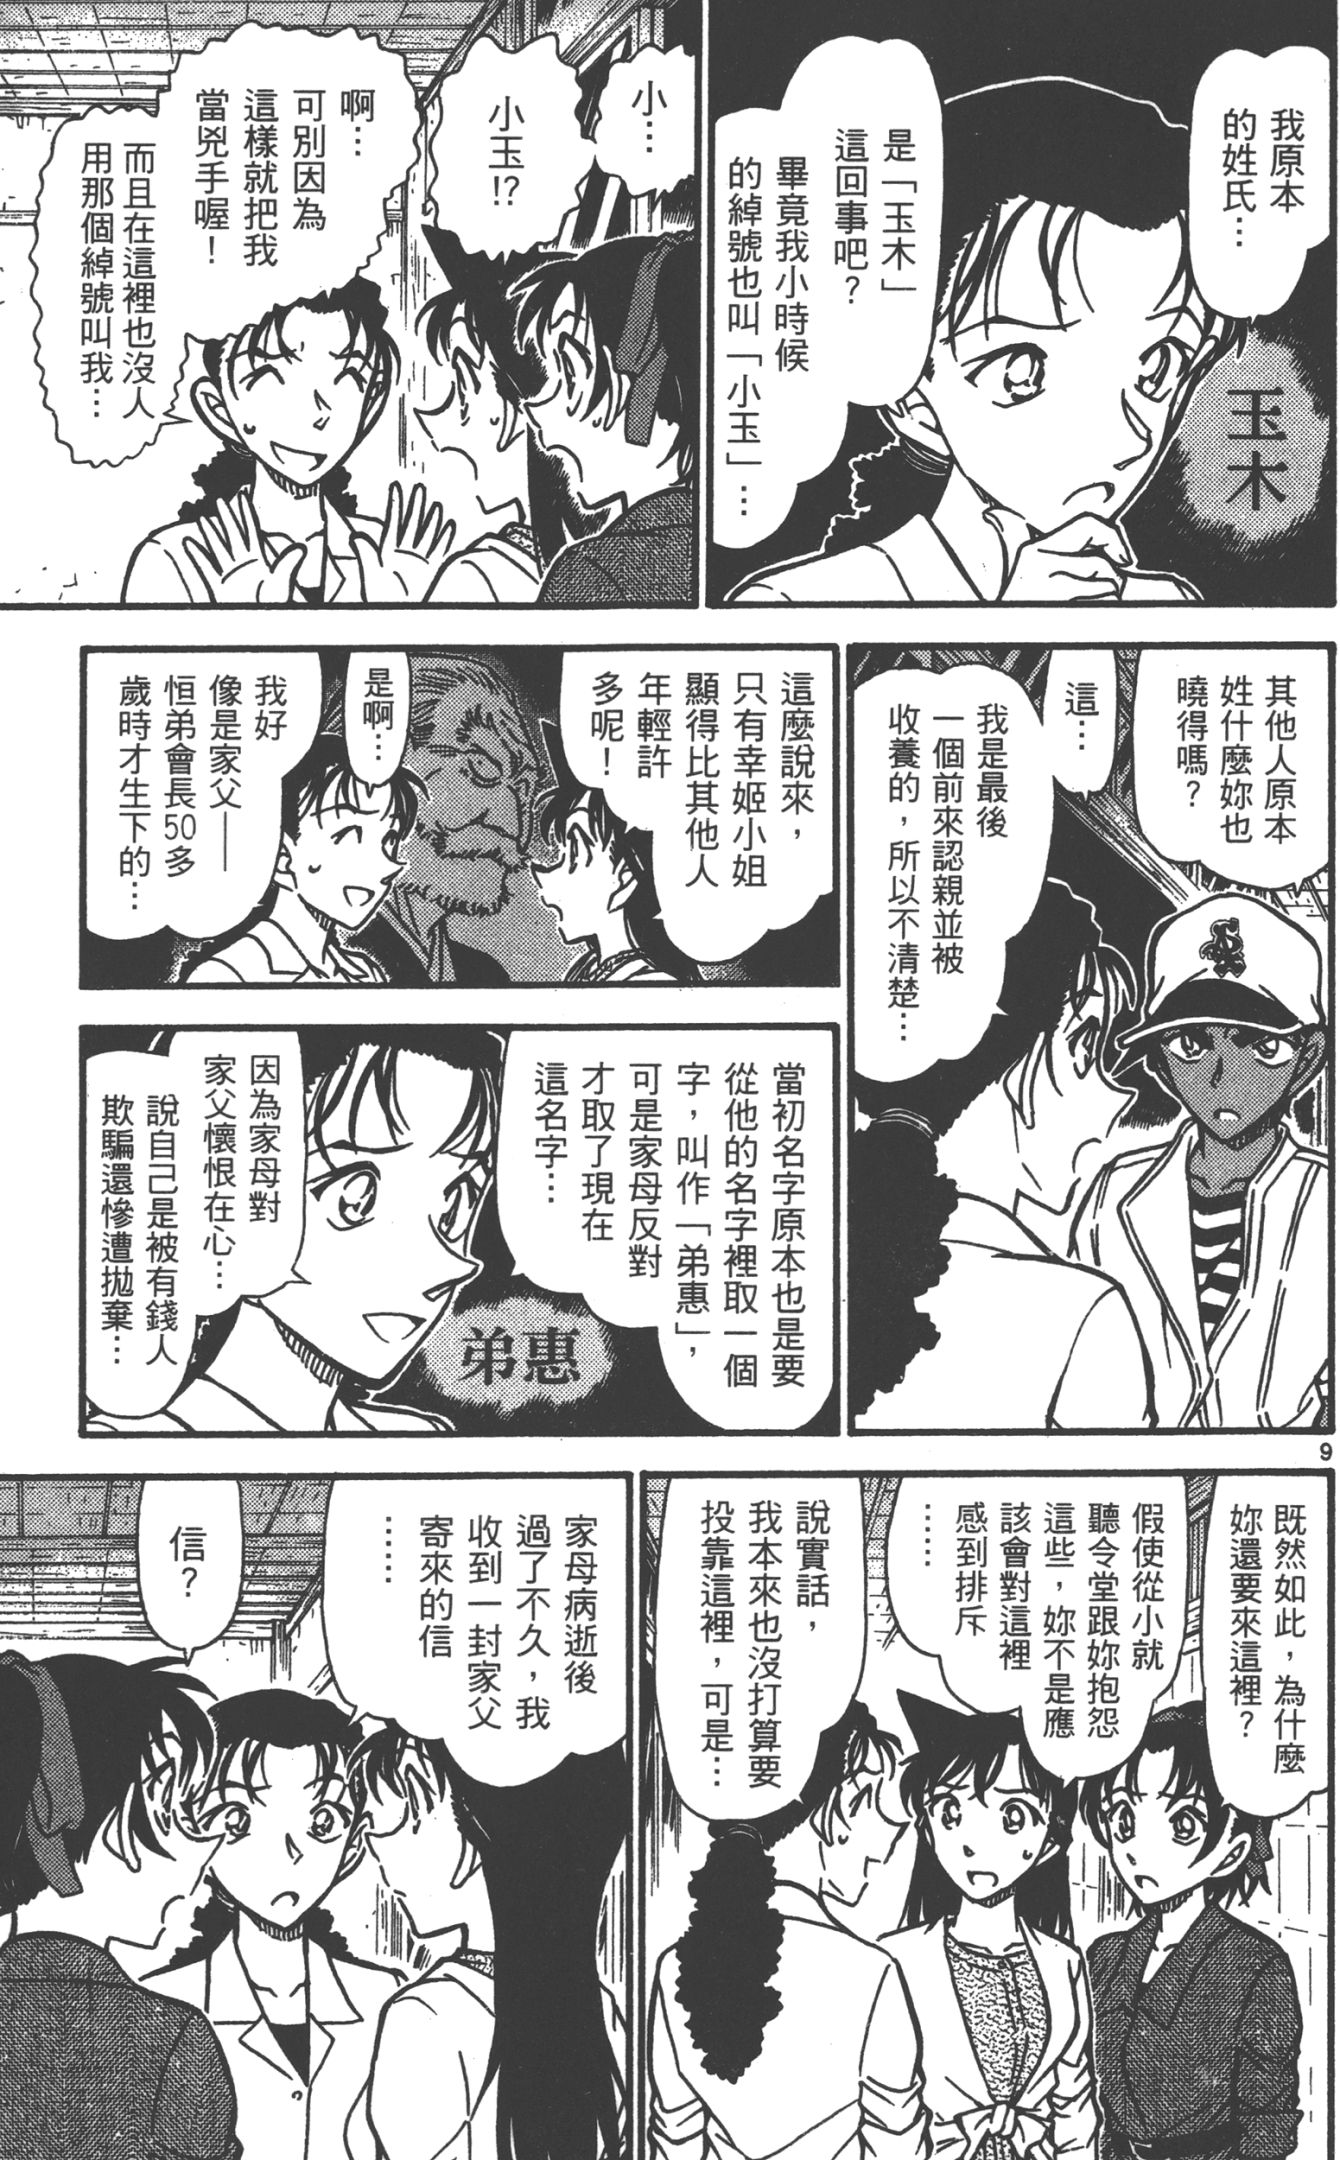 我原本
的姓氏…
是「玉木」
這回事吧？
畢竟我小時候
的綽號也叫「小玉」…
玉木
小…
小玉!?
啊…
可別因為
這樣就把我
當兇手喔！
而且在這裡也沒人
用那個綽號叫我…
其他人原本
姓什麼妳也
曉得嗎？
這…
我是最後
一個前來認親並被
收養的，所以不清楚…
這麼說來，
只有幸姬小姐
顯得比其他人
年輕許
多呢！
是啊…
我好
像是家父——
恒弟會長50多
歲時才生下的…
當初名字原本也是要
從他的名字裡取一個
字，叫作「弟惠」，
可是家母反對
才取了現在
這名字…
弟惠
因為家母對
家父懷恨在心…
說自己是被有錢人
欺騙還慘遭拋棄…
9
既然如此，為什麼
妳還要來這裡？
假使從小就
聽令堂跟妳抱怨
這些，妳不是應
該會對這裡
感到排斥
……
說實話，
我本來也沒打算要
投靠這裡，可是…
家母病逝後
過了不久，我
收到一封家父
寄來的信
……
信？